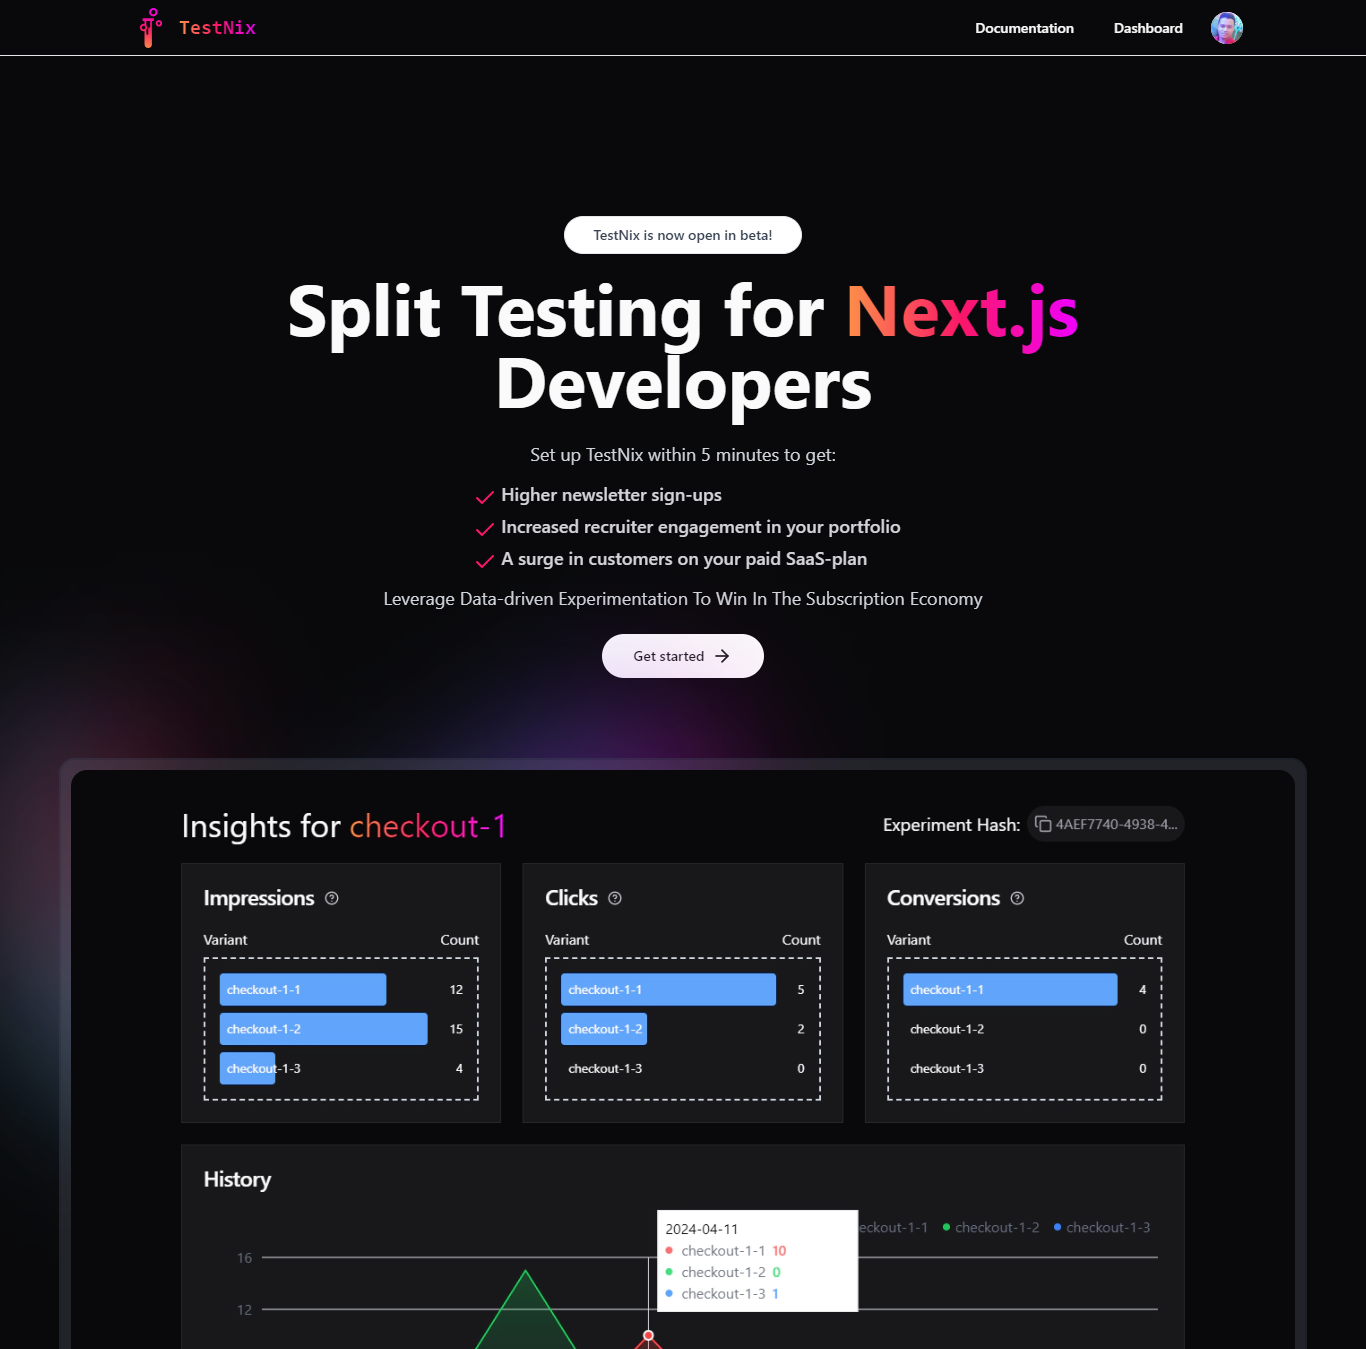 TestNix
Documentation
Dashboard
TestNix is now open in beta!
Split Testing for Next.js
Developers
Set up TestNix within 5 minutes to get:
Higher newsletter sign-ups
Increased recruiter engagement in your portfolio
A surge in customers on your paid SaaS-plan
Leverage Data-driven Experimentation To Win In The Subscription Economy
Get started
Insights for checkout-1
Experiment Hash: 4AEF7740-4938-4...
Impressions
Variant Count
checkout-1-1 12
checkout-1-2 15
checkout-1-3 4
Clicks
Variant Count
checkout-1-1 5
checkout-1-2 2
checkout-1-3 0
Conversions
Variant Count
checkout-1-1 4
checkout-1-2 0
checkout-1-3 0
History
eckout-1-1 checkout-1-2 checkout-1-3
2024-04-11
checkout-1-1 10
checkout-1-2 0
checkout-1-3 1
16
12